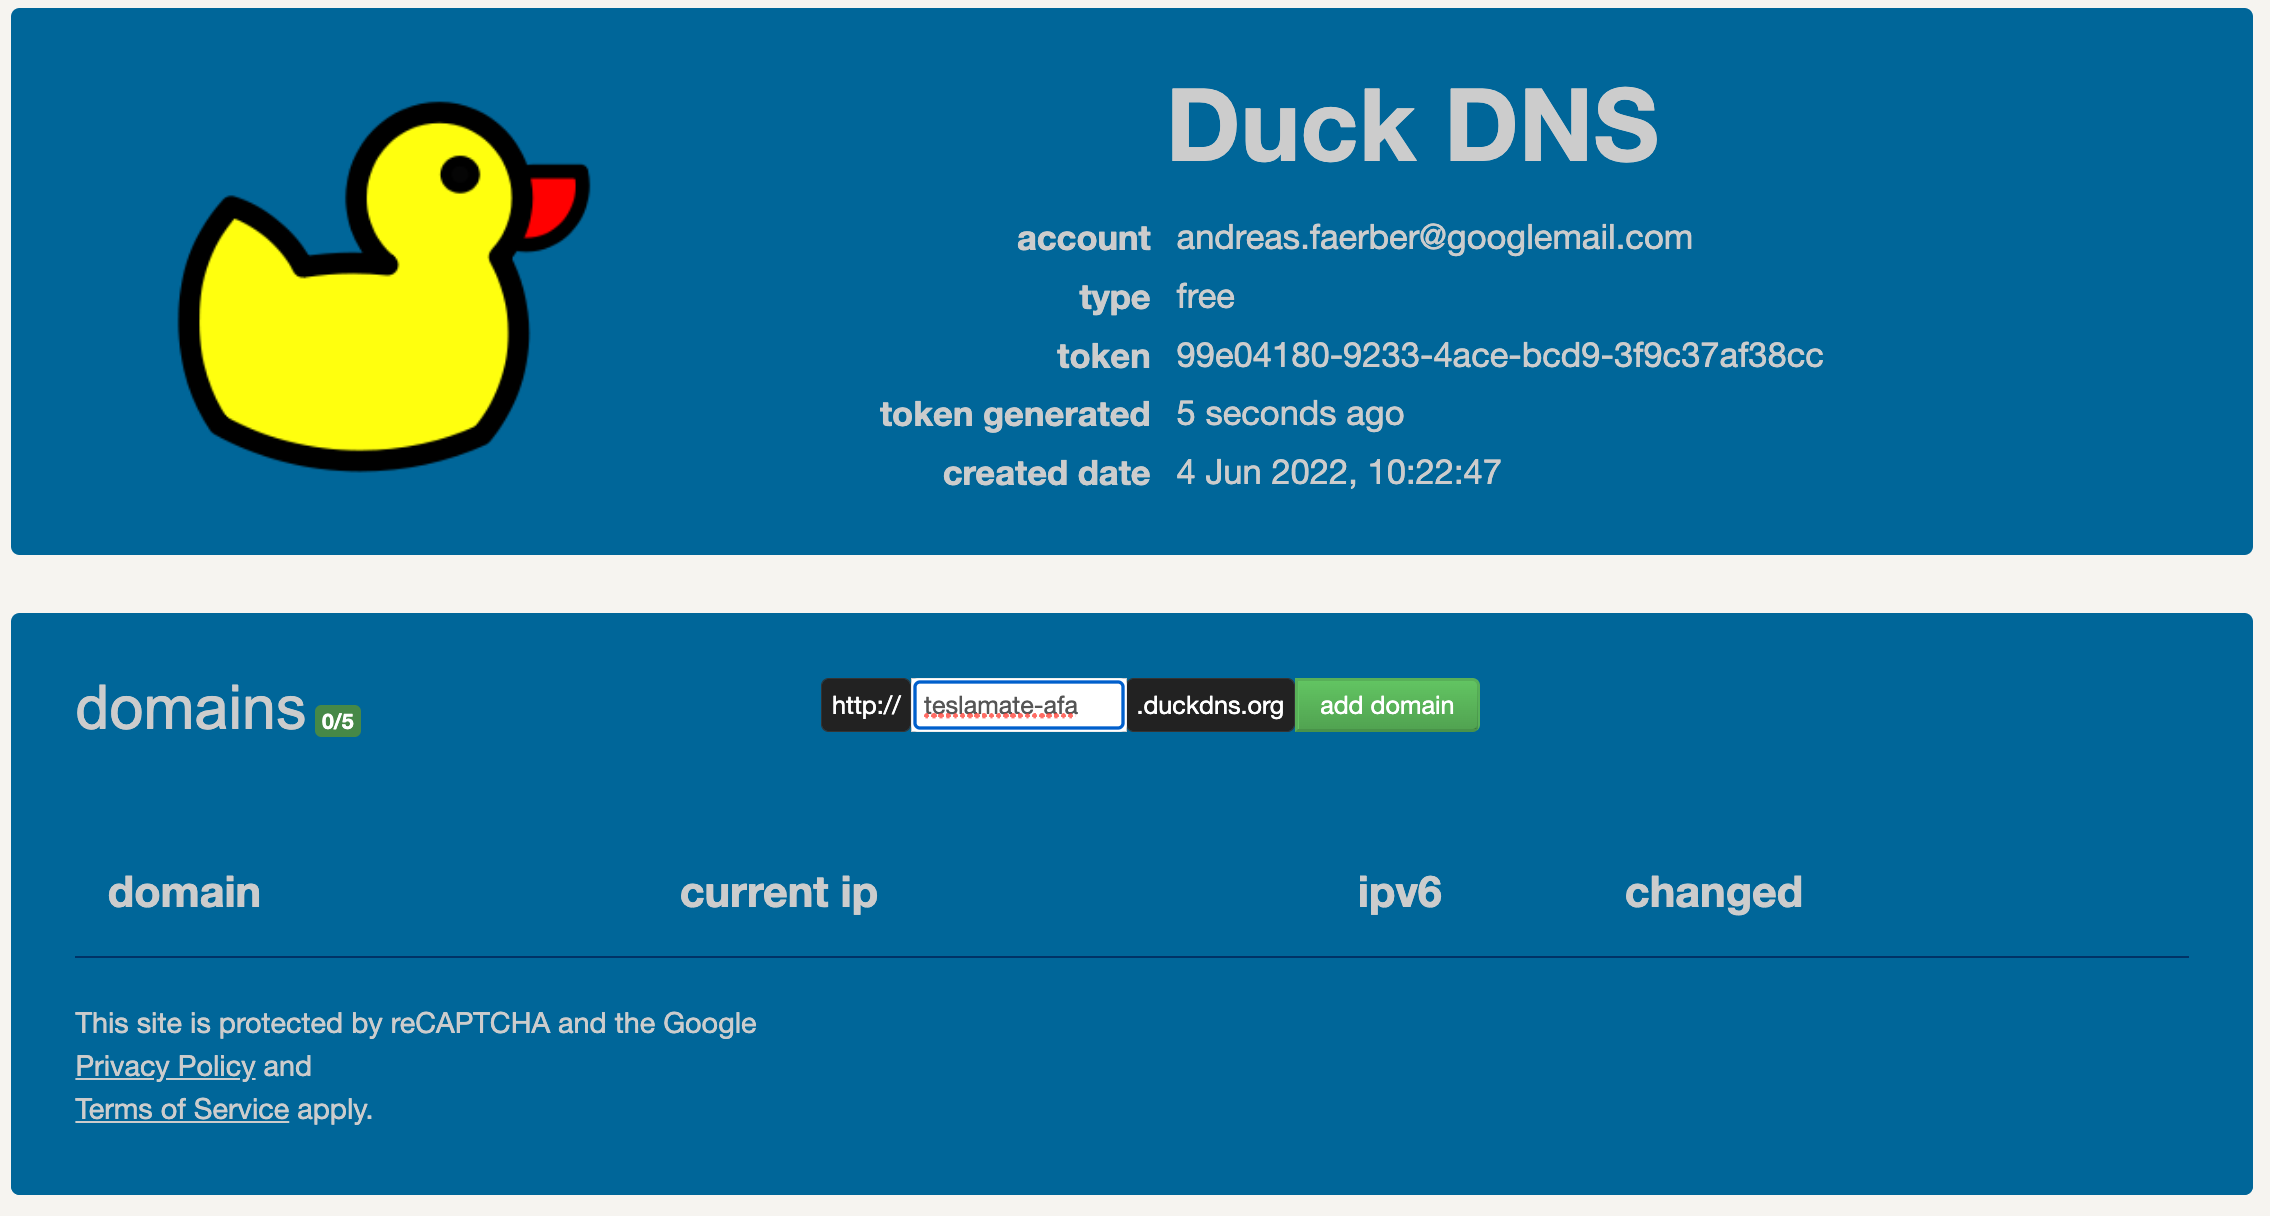 Duck DNS
account andreas.faerber@googlemail.com
type free
token 99e04180-9233-4ace-bcd9-3f9c37af38cc
token generated 5 seconds ago
created date 4 Jun 2022, 10:22:47
domains 0/5 http:// teslamate-afa .duckdns.org add domain
domain current ip ipv6 changed
This site is protected by reCAPTCHA and the Google
Privacy Policy and
Terms of Service apply.